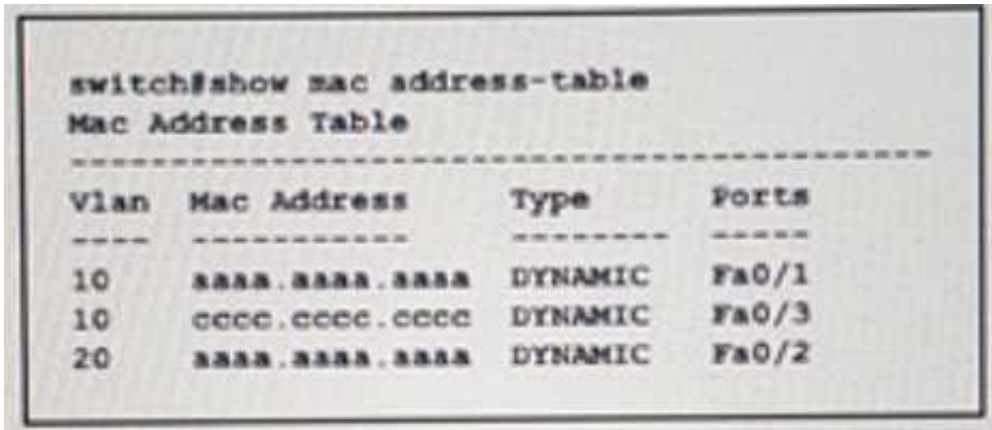 switch#show mac address-table
Mac Address Table
-------------------------------------------
Vlan Mac Address Type Ports
---- ----------- -------- -----
10 aaaa.aaaa.aaaa DYNAMIC Fa0/1
10 cccc.cccc.cccc DYNAMIC Fa0/3
20 aaaa.aaaa.aaaa DYNAMIC Fa0/2